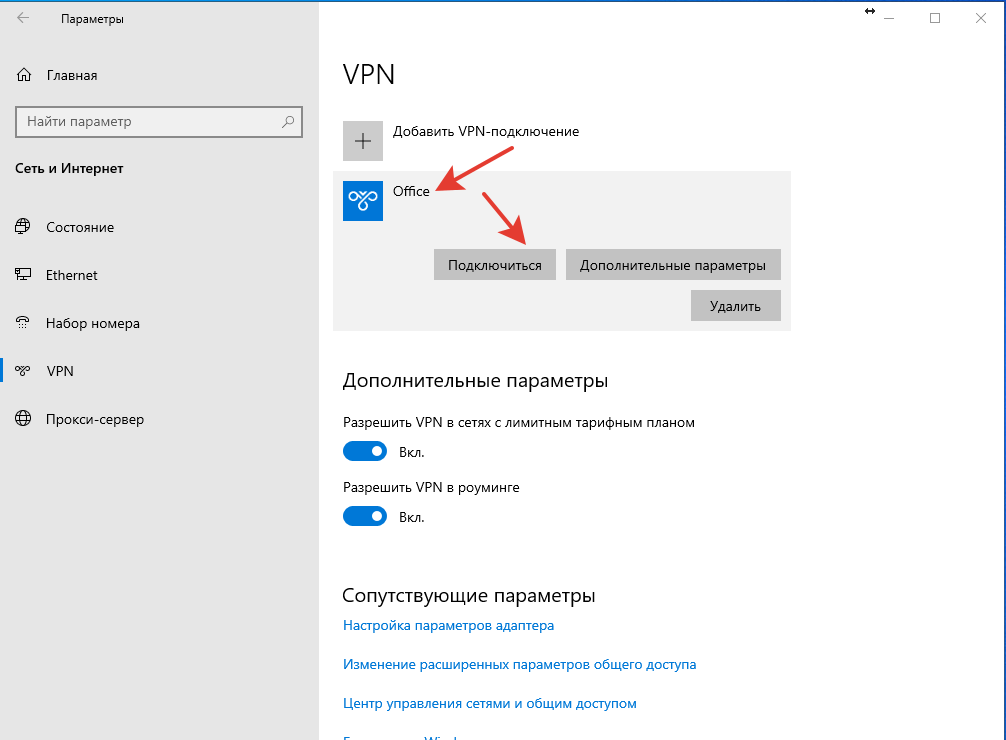 Параметры
Главная
Найти параметр
Сеть и Интернет
Состояние
Ethernet
Набор номера
VPN
Прокси-сервер
VPN
Добавить VPN-подключение
Office
Подключиться
Дополнительные параметры
Удалить
Дополнительные параметры
Разрешить VPN в сетях с лимитным тарифным планом
Вкл.
Разрешить VPN в роуминге
Вкл.
Сопутствующие параметры
Настройка параметров адаптера
Изменение расширенных параметров общего доступа
Центр управления сетями и общим доступом